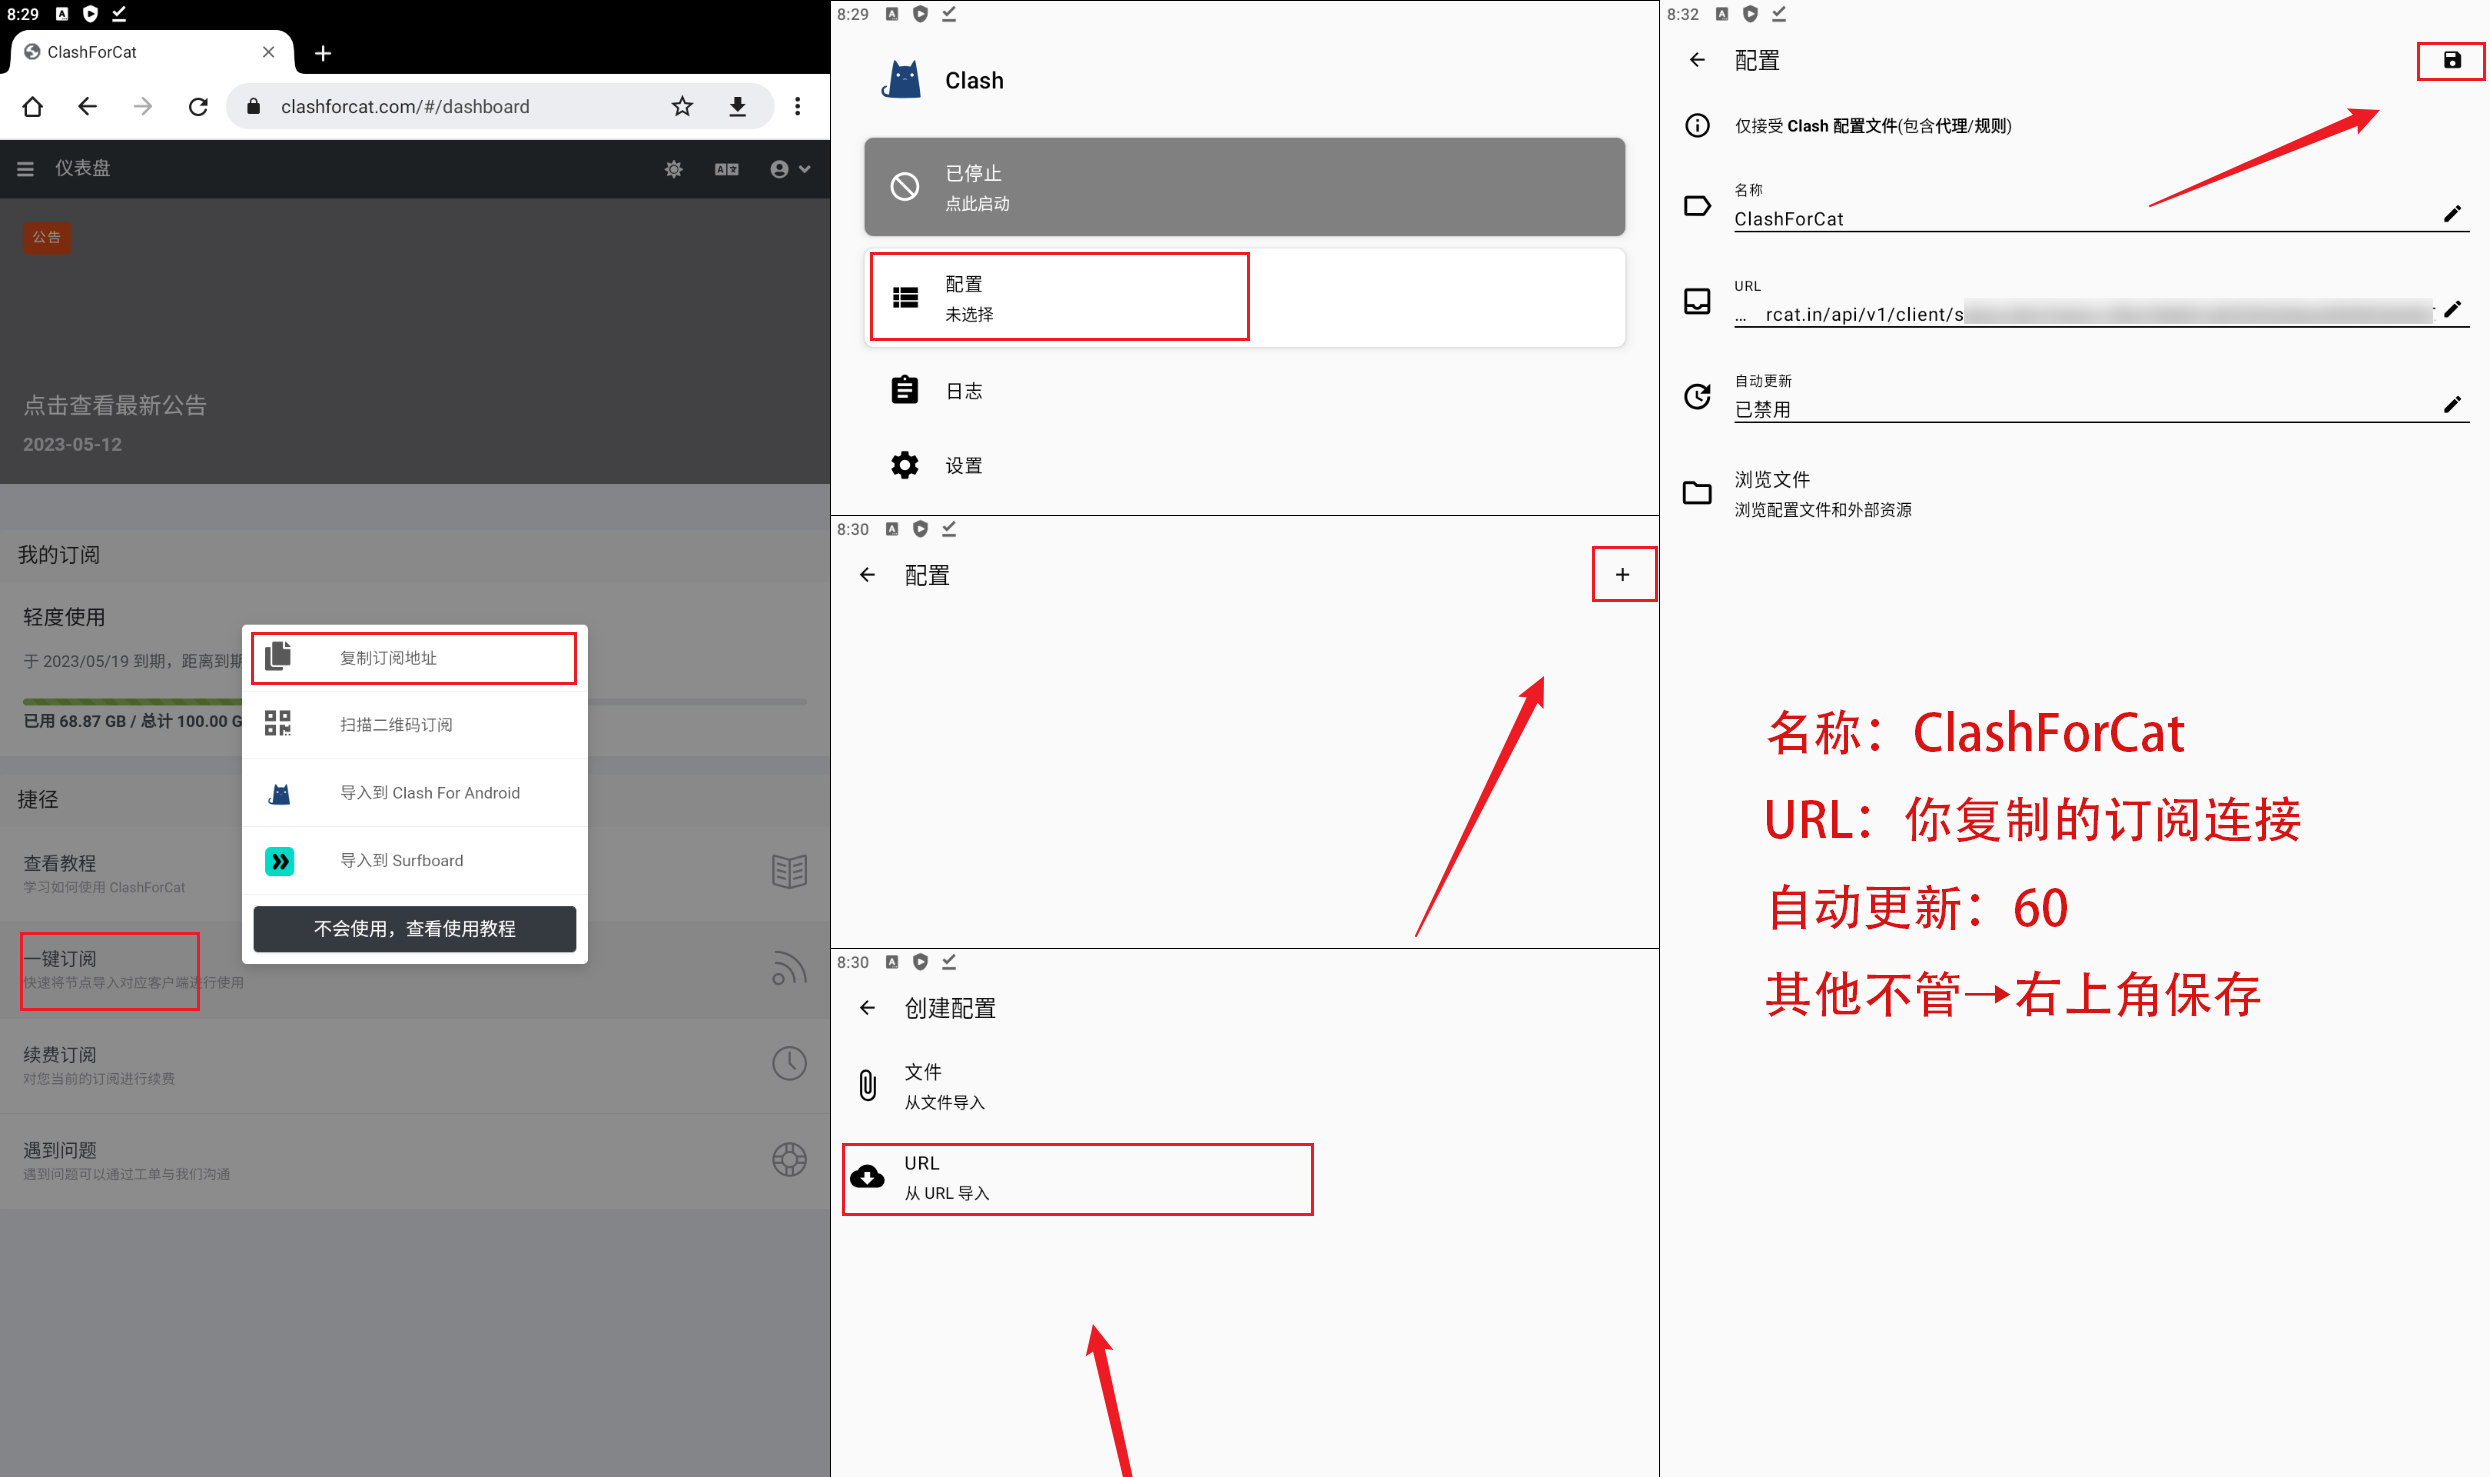 8:29
ClashForCat
clashforcat.com/#/dashboard
仪表盘
公告
点击查看最新公告
2023-05-12
我的订阅
轻度使用
于 2023/05/19 到期，距离到期
已用 68.87 GB / 总计 100.00 G
复制订阅地址
扫描二维码订阅
导入到 Clash For Android
导入到 Surfboard
不会使用，查看使用教程
捷径
查看教程
学习如何使用 ClashForCat
一键订阅
快速将节点导入对应客户端进行使用
续费订阅
对您当前的订阅进行续费
遇到问题
遇到问题可以通过工单与我们沟通
8:29
Clash
已停止
点此启动
配置
未选择
日志
设置
8:30
配置
8:30
创建配置
文件
从文件导入
URL
从 URL 导入
8:32
配置
仅接受 Clash 配置文件(包含代理/规则)
名称
ClashForCat
URL
... rcat.in/api/v1/client/s
自动更新
已禁用
浏览文件
浏览配置文件和外部资源
名称：ClashForCat
URL：你复制的订阅连接
自动更新：60
其他不管→右上角保存